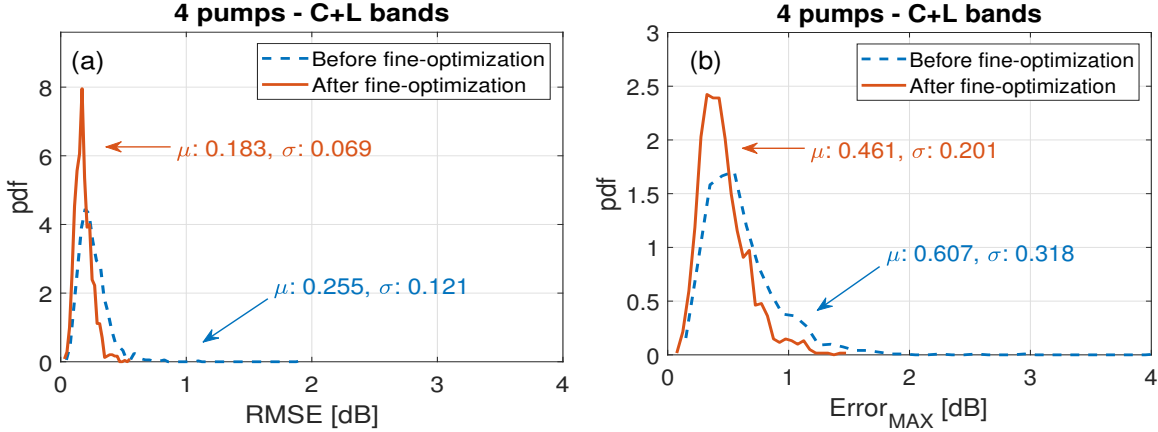 4 pumps - C+L bands
(a)
Before fine-optimization
After fine-optimization
μ: 0.183, σ: 0.069
μ: 0.255, σ: 0.121
pdf
0
2
4
6
8
0
1
2
3
4
RMSE [dB]
4 pumps - C+L bands
(b)
Before fine-optimization
After fine-optimization
μ: 0.461, σ: 0.201
μ: 0.607, σ: 0.318
pdf
0
0.5
1
1.5
2
2.5
3
0
1
2
3
4
Error_MAX [dB]